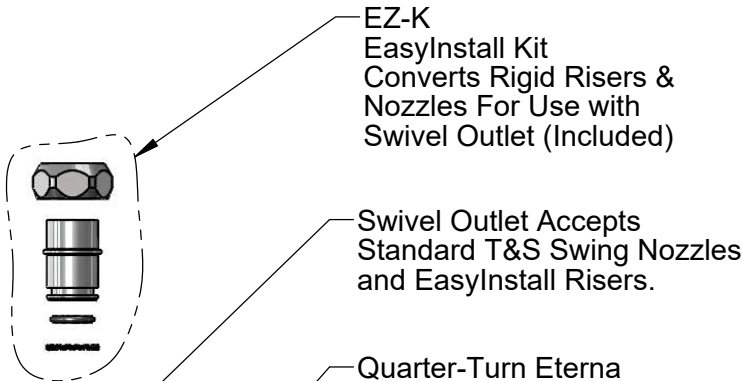 EZ-K
EasyInstall Kit
Converts Rigid Risers &
Nozzles For Use with
Swivel Outlet (Included)
Swivel Outlet Accepts
Standard T&S Swing Nozzles
and EasyInstall Risers.
Quarter-Turn Eterna